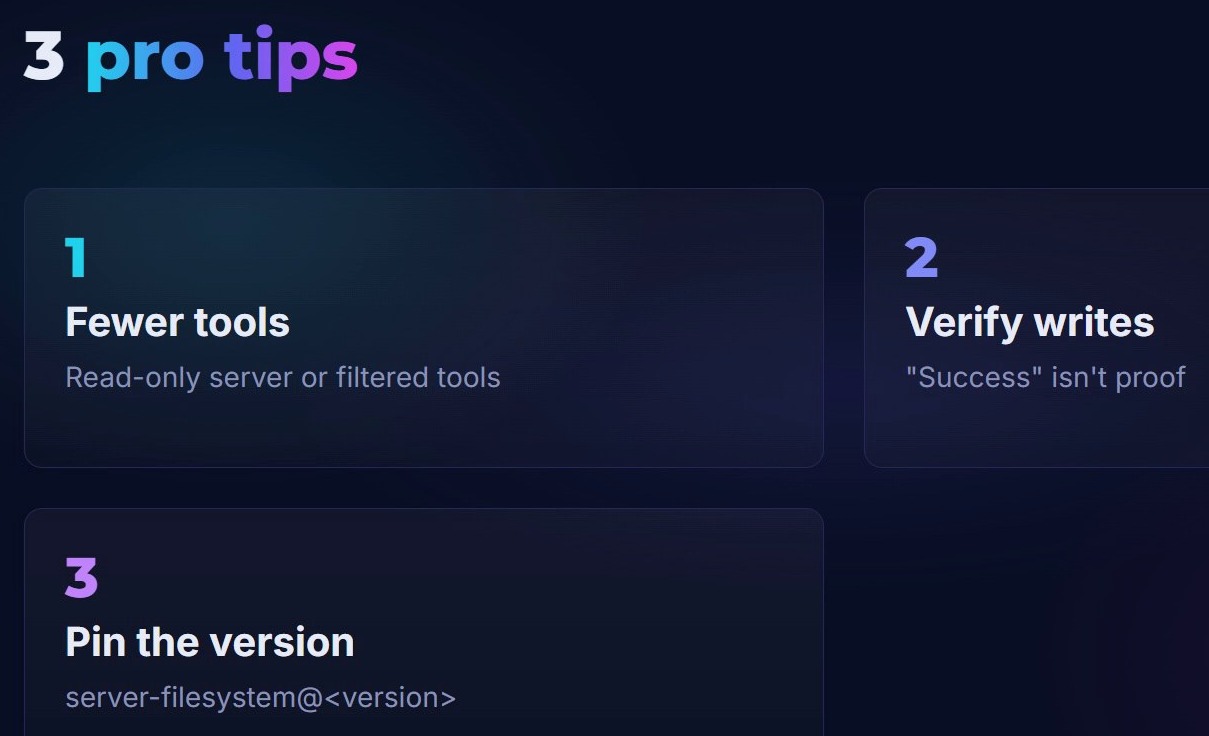 3 pro tips
1
Fewer tools
Read-only server or filtered tools
2
Verify writes
"Success" isn't proof
3
Pin the version
server-filesystem@<version>